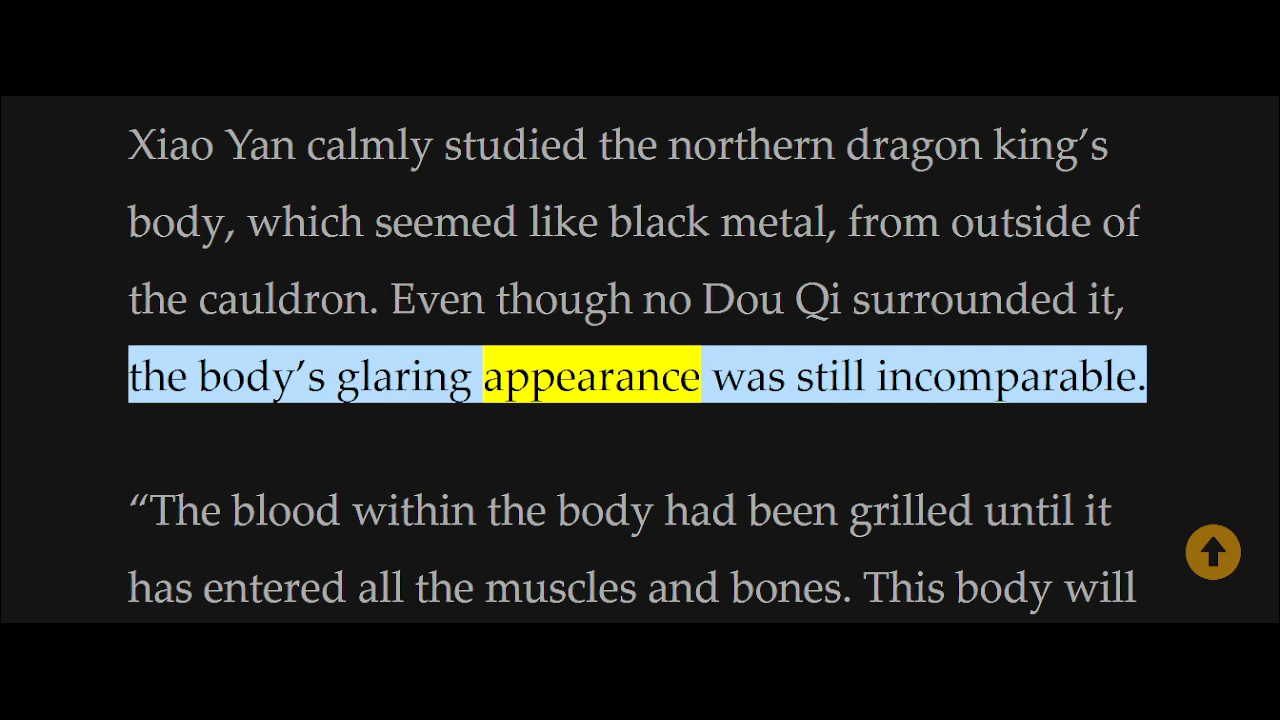 Xiao Yan calmly studied the northern dragon king’s
body, which seemed like black metal, from outside of
the cauldron. Even though no Dou Qi surrounded it,
the body’s glaring appearance was still incomparable.
“The blood within the body had been grilled until it
has entered all the muscles and bones. This body will